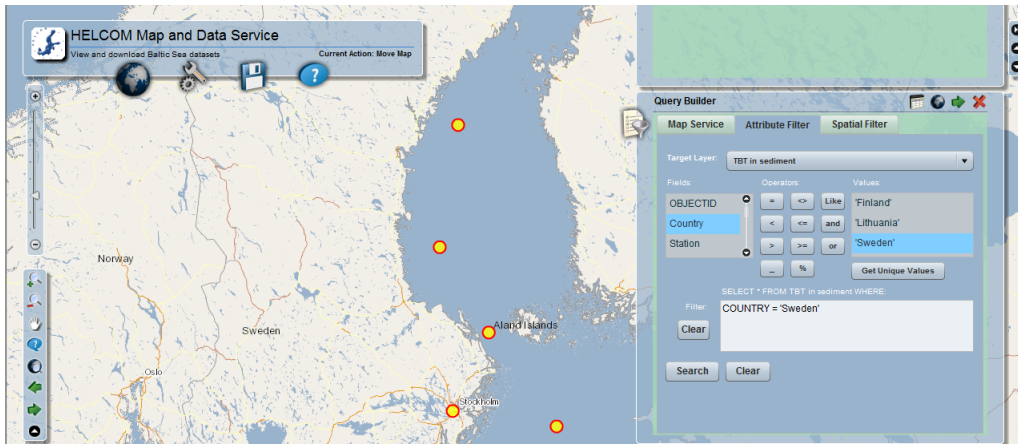 HELCOM Map and Data Service
View and download Baltic Sea datasets
Current Action: Move Map
Norway
Sweden
Oslo
Aland Islands
Stockholm
Query Builder
Map Service
Attribute Filter
Spatial Filter
Target Layer:
TBT in sediment
Fields:
Operators:
Values:
OBJECTID
= <> Like
'Finland'
Country
< <= and
'Lithuania'
Station
> >= or
'Sweden'
_ %
Get Unique Values
SELECT * FROM TBT in sediment WHERE:
Filter
COUNTRY = 'Sweden'
Clear
Search
Clear